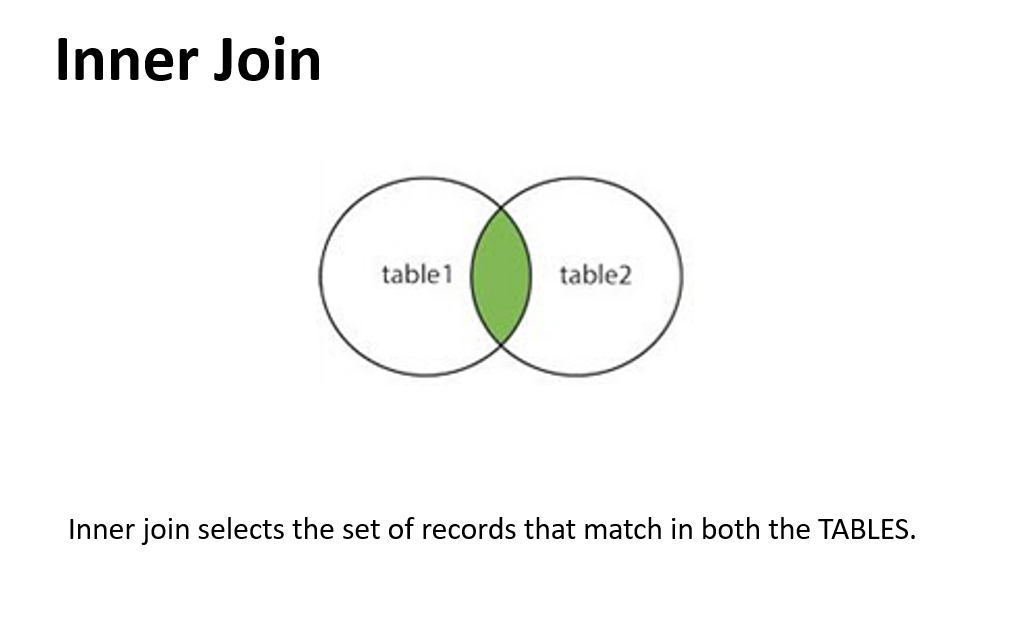 Inner Join
table1
table2
Inner join selects the set of records that match in both the TABLES.